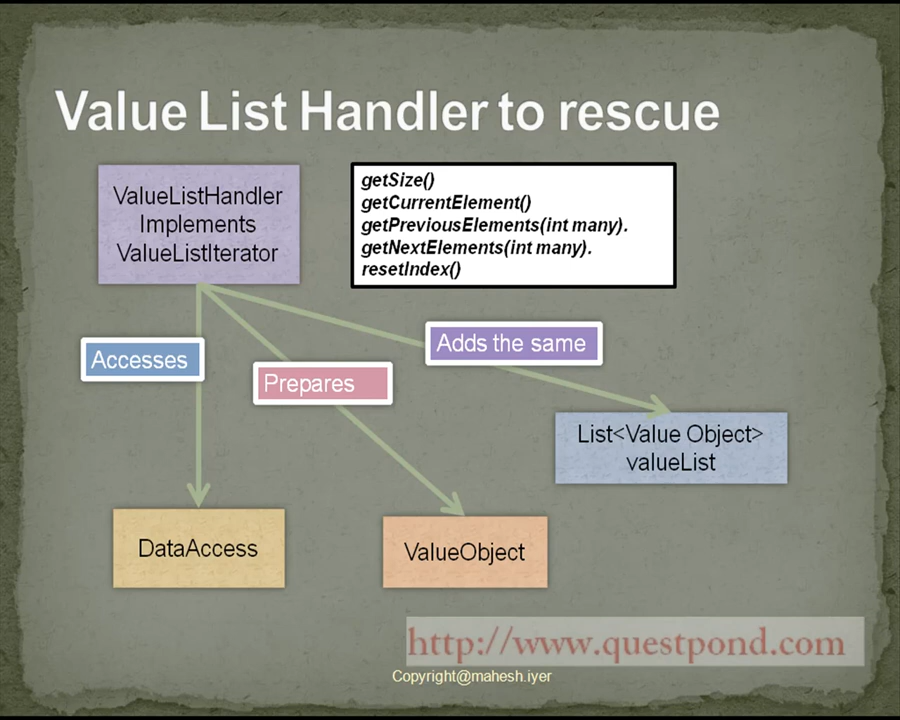 Value List Handler to rescue
ValueListHandler
Implements
ValueListIterator
getSize()
getCurrentElement()
getPreviousElements(int many).
getNextElements(int many).
resetIndex()
Accesses
Prepares
Adds the same
List<Value Object>
valueList
DataAccess
ValueObject
http://www.questpond.com
Copyright@mahesh.iyer